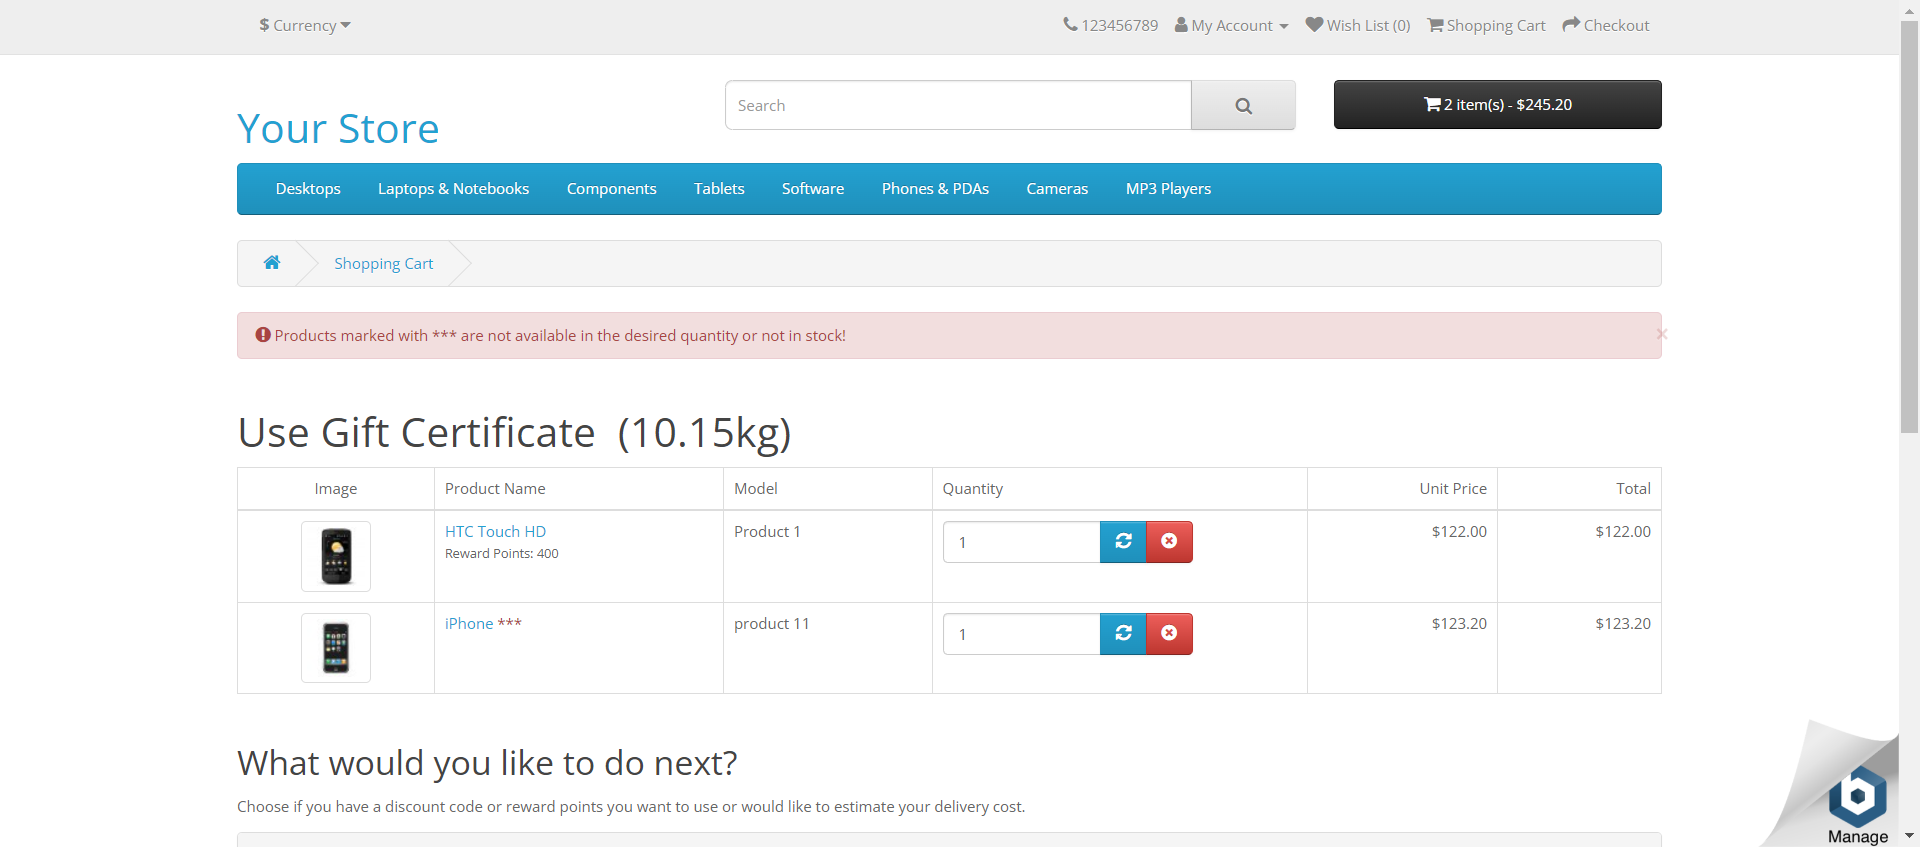 $ Currency
123456789 My Account Wish List (0) Shopping Cart Checkout
Your Store
Search
2 item(s) - $245.20
Desktops Laptops & Notebooks Components Tablets Software Phones & PDAs Cameras MP3 Players
Shopping Cart
Products marked with *** are not available in the desired quantity or not in stock!
×
Use Gift Certificate (10.15kg)
Image Product Name Model Quantity Unit Price Total
HTC Touch HD Product 1 1 $122.00 $122.00
Reward Points: 400
iPhone *** product 11 1 $123.20 $123.20
What would you like to do next?
Choose if you have a discount code or reward points you want to use or would like to estimate your delivery cost.
b
Manage